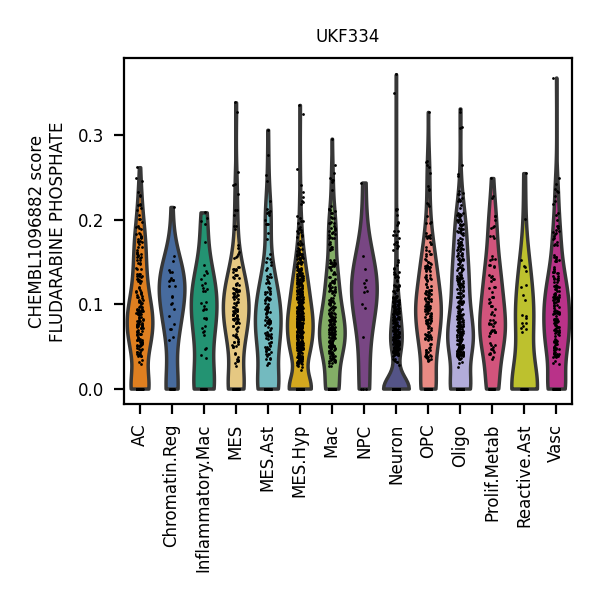 UKF334
CHEMBL1096882 score
FLUDARABINE PHOSPHATE
0.3
0.2
0.1
0.0
AC
Chromatin.Reg
Inflammatory.Mac
MES
MES.Ast
MES.Hyp
Mac
NPC
Neuron
OPC
Oligo
Prolif.Metab
Reactive.Ast
Vasc